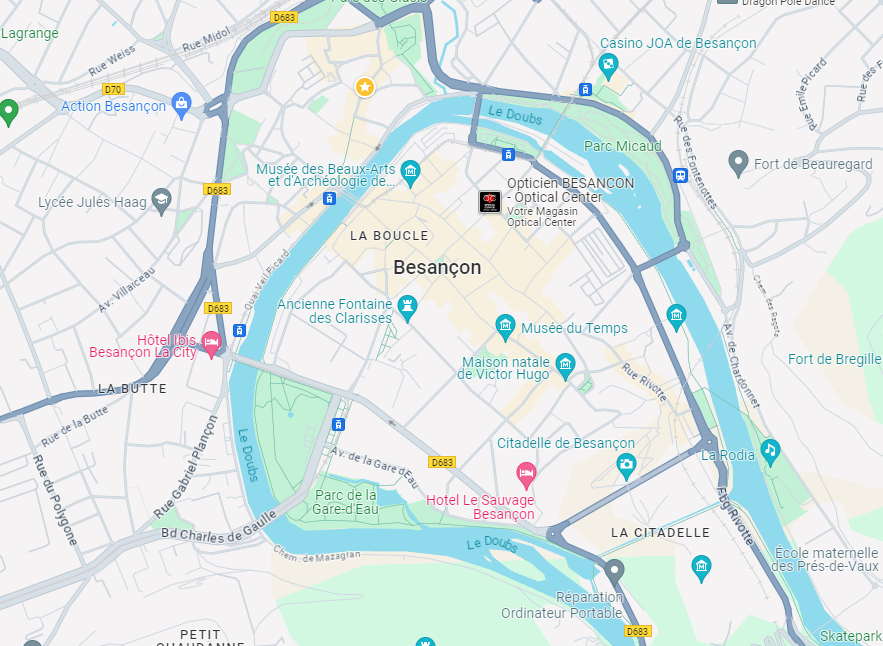 Dragon Pole Dance
Parc des Glacis
D683
Lagrange
Rue Midol
Rue Weiss
Casino JOA de Besançon
D70
Action Besançon
Rue Emile Picard
Rue des F
Le Doubs
Rue des Fontenottes
Parc Micaud
Fort de Beauregard
Musée des Beaux-Arts
et d'Archéologie de...
D683
Lycée Jules Haag
Opticien BESANCON
- Optical Center
Votre Magasin
Optical Center
LA BOUCLE
Besançon
Quai Veil Picard
Av. Villarceau
Chem. des Ragots
D683
Ancienne Fontaine
des Clarisses
Musée du Temps
Hôtel Ibis
Besançon La City
Maison natale
de Victor Hugo
Fort de Bregille
Av. de Chardonnet
Rue Rivotte
LA BUTTE
Rue de la Butte
Le Doubs
Rue Gabriel Plançon
Citadelle de Besançon
Av. de la Gare d'Eau
D683
La Rodia
Rue du Polygone
Hotel Le Sauvage
Besançon
Parc de la
Gare-d'Eau
Fbg Rivotte
Bd Charles de Gaulle
LA CITADELLE
Le Doubs
Chem. de Mazagran
École maternelle
des Prés-de-Vaux
Réparation
Ordinateur Portable
D683
PETIT
CHAUDANNE
Skatepark